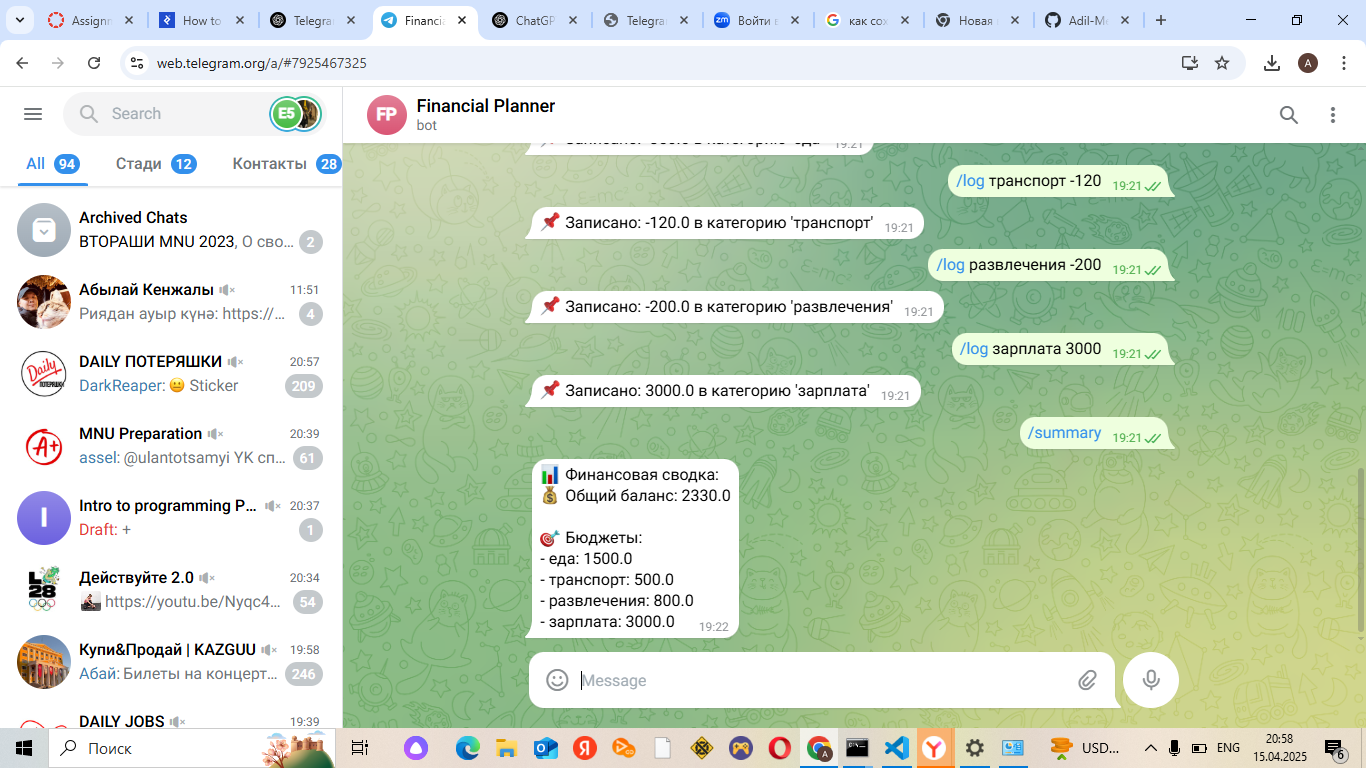 Assignm
How to
Telegra
Financia
ChatGP
Telegra
Войти в
как сох
Новая
Adil-Me
web.telegram.org/a/#7925467325
A
Search
E5
All 94
Стади 12
Контакты 28
Archived Chats
ВТОРАШИ MNU 2023, О сво... 2
Абылай Кенжалы 11:51
Риядан ауыр күнә: https://... 4
DAILY ПОТЕРЯШКИ 20:57
DarkReaper: Sticker 209
MNU Preparation 20:39
assel: @ulantotsamyi YK сп... 61
I
Intro to programming P... 20:37
Draft: + 1
Действуйте 2.0 20:34
https://youtu.be/Nyqc4... 54
Купи&Продай | KAZGUU 19:58
Абай: Билеты на концерт... 246
DAILY JOBS 19:39
FP
Financial Planner
bot
19:21
/log транспорт -120 19:21
Записано: -120.0 в категорию 'транспорт' 19:21
/log развлечения -200 19:21
Записано: -200.0 в категорию 'развлечения' 19:21
/log зарплата 3000 19:21
Записано: 3000.0 в категорию 'зарплата' 19:21
/summary 19:21
Финансовая сводка:
Общий баланс: 2330.0
Бюджеты:
- еда: 1500.0
- транспорт: 500.0
- развлечения: 800.0
- зарплата: 3000.0 19:22
Message
Поиск
USD...
ENG
20:58
15.04.2025
6